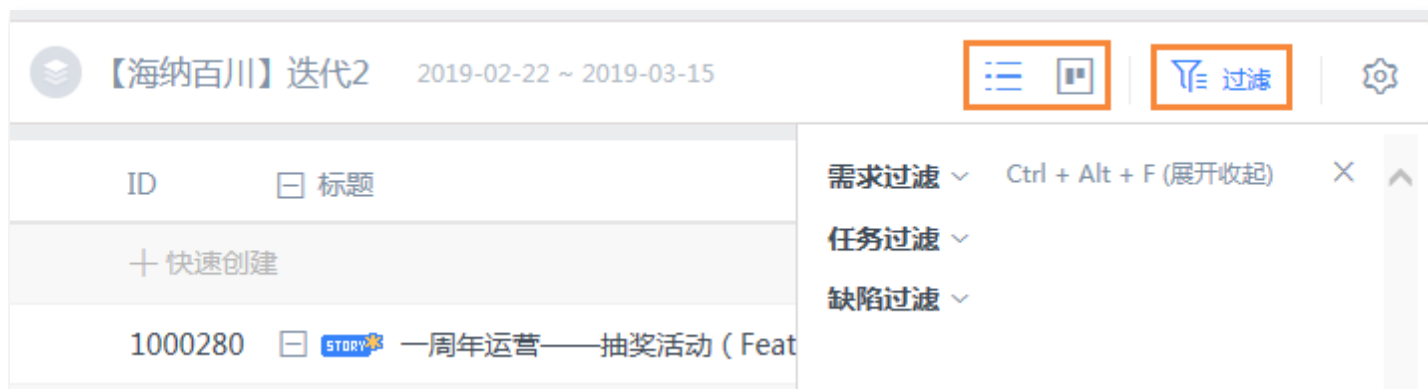 【海纳百川】迭代2 2019-02-22 ~ 2019-03-15 过滤
ID 标题
需求过滤 Ctrl + Alt + F (展开收起)
任务过滤
快速创建
缺陷过滤
1000280 STORY 一周年运营——抽奖活动（Feat